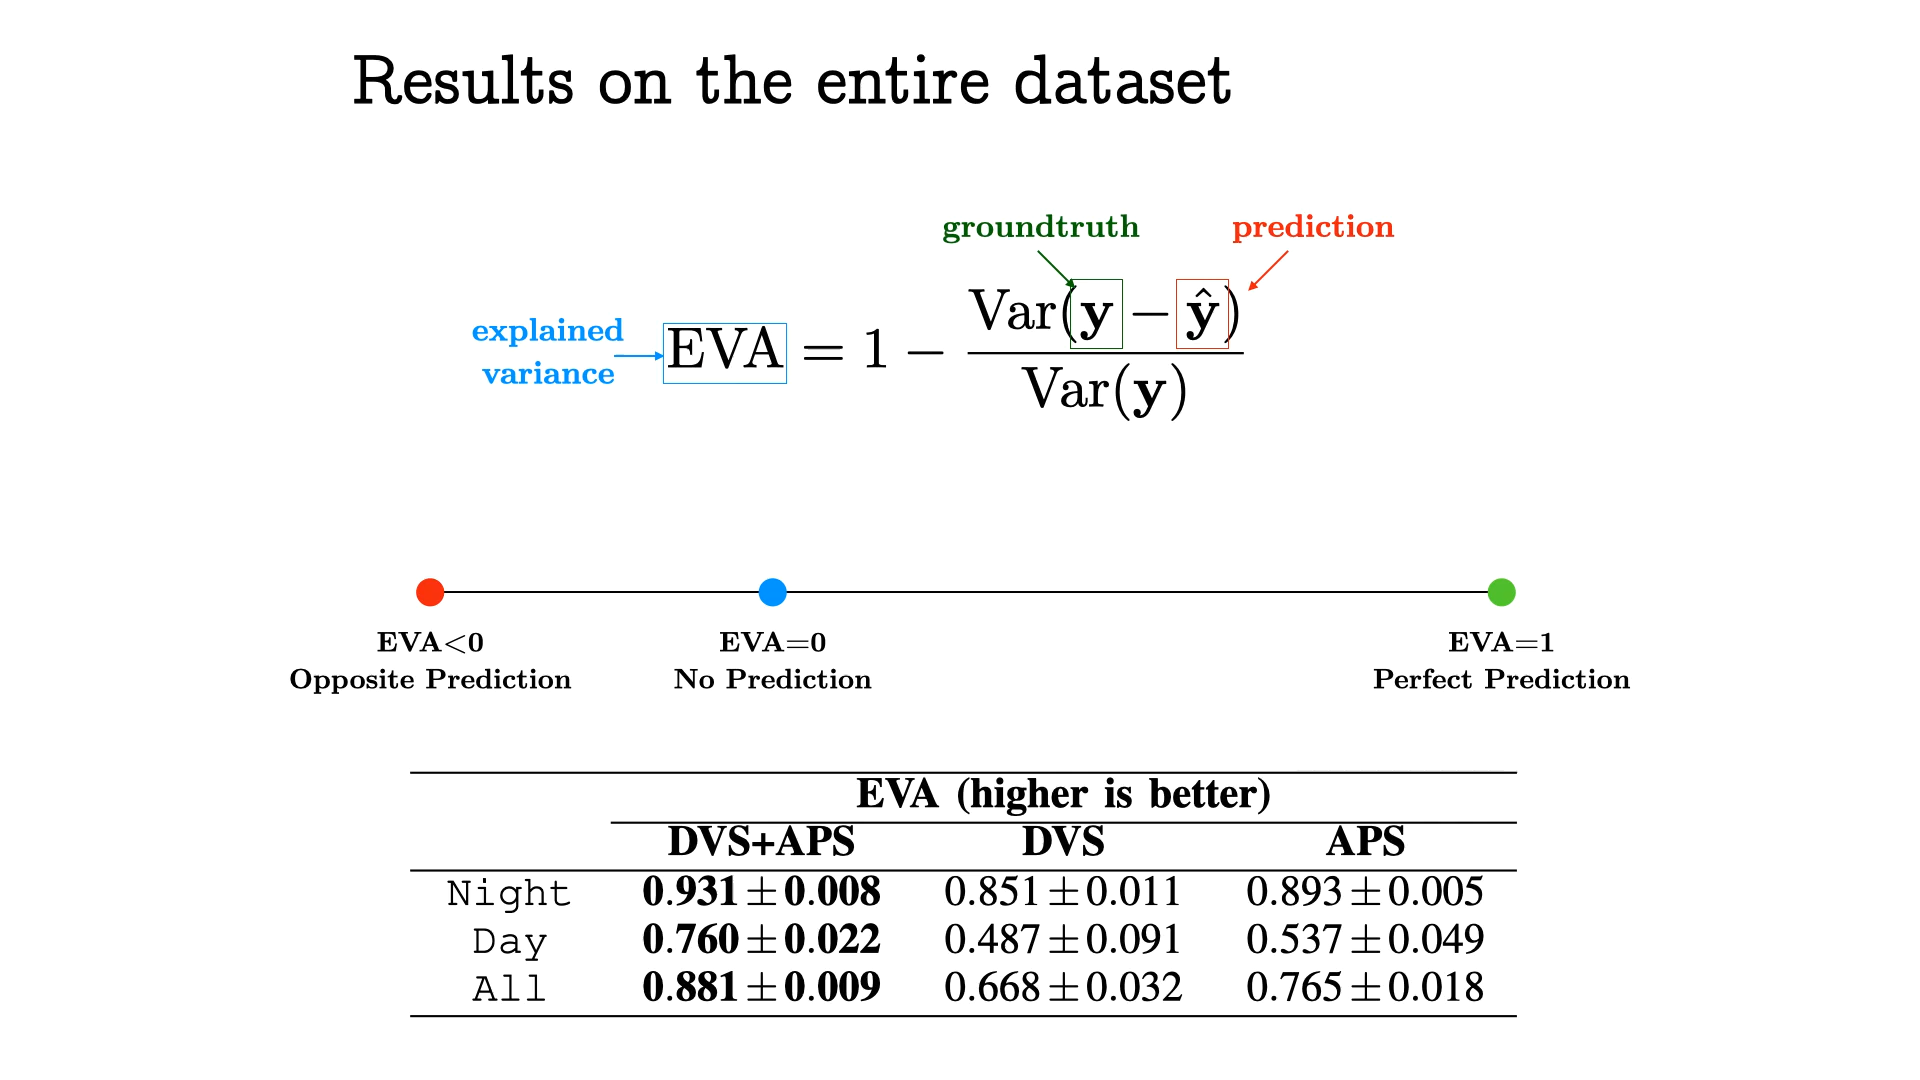 Results on the entire dataset
groundtruth prediction
explained
variance
EVA = 1 − Var(y − ŷ) / Var(y)
EVA<0 EVA=0 EVA=1
Opposite Prediction No Prediction Perfect Prediction
EVA (higher is better)
DVS+APS DVS APS
Night 0.931±0.008 0.851±0.011 0.893±0.005
Day 0.760±0.022 0.487±0.091 0.537±0.049
All 0.881±0.009 0.668±0.032 0.765±0.018